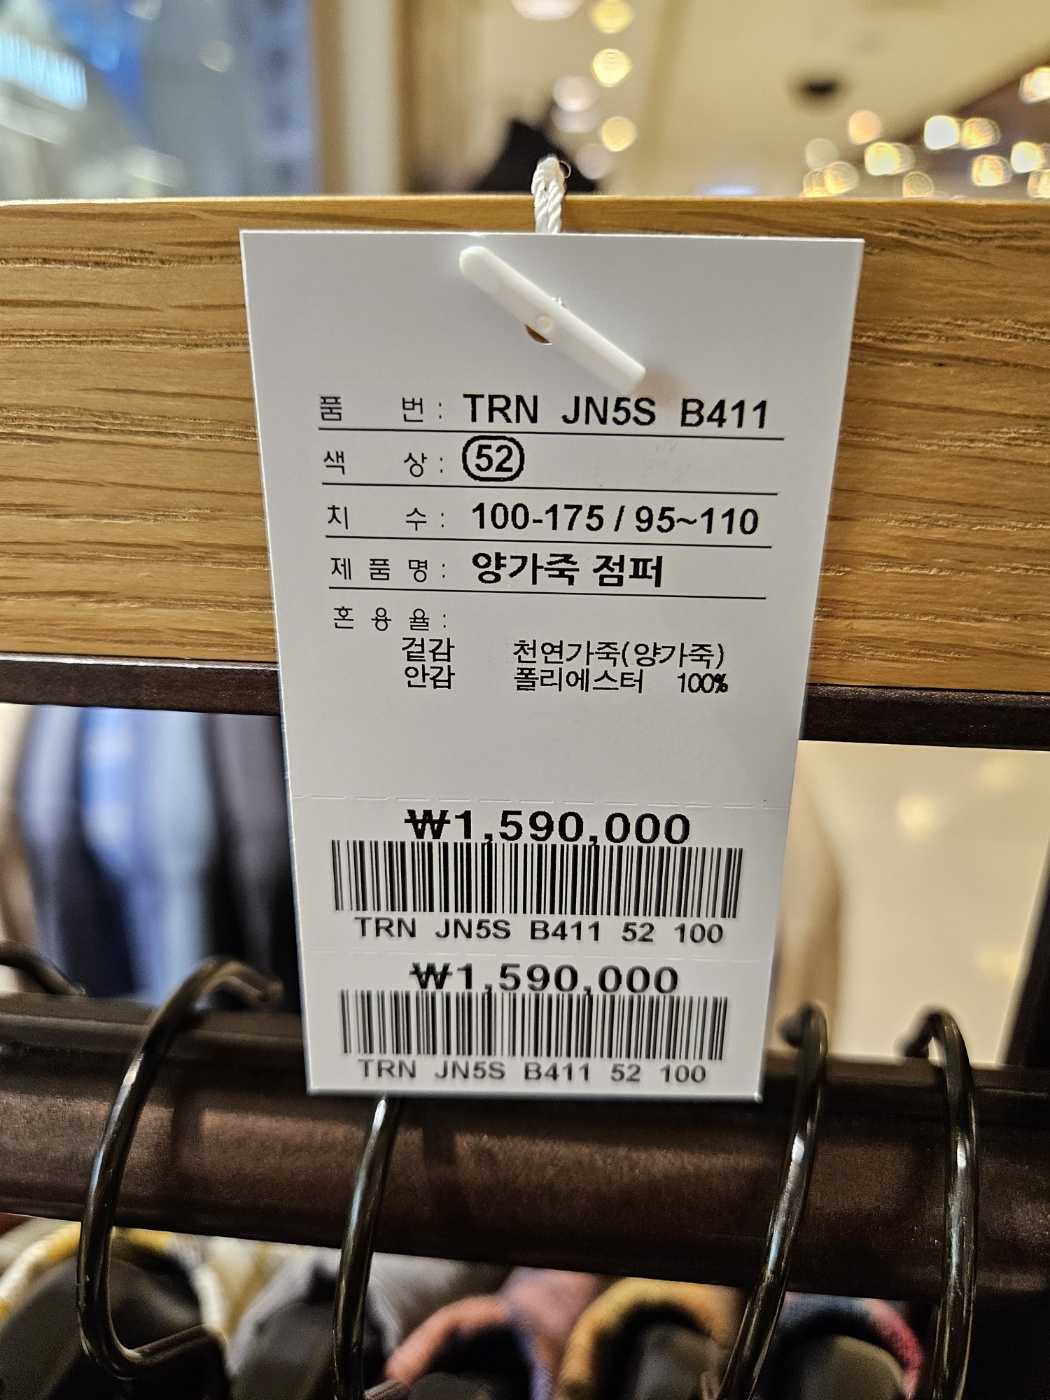 품 번 : TRN JN5S B411
색 상 : 52
치 수 : 100-175 / 95~110
제 품 명 : 양가죽 점퍼
혼 용 율 :
겉감 천연가죽(양가죽)
안감 폴리에스터 100%
₩1,590,000
TRN JN5S B411 52 100
₩1,590,000
TRN JN5S B411 52 100